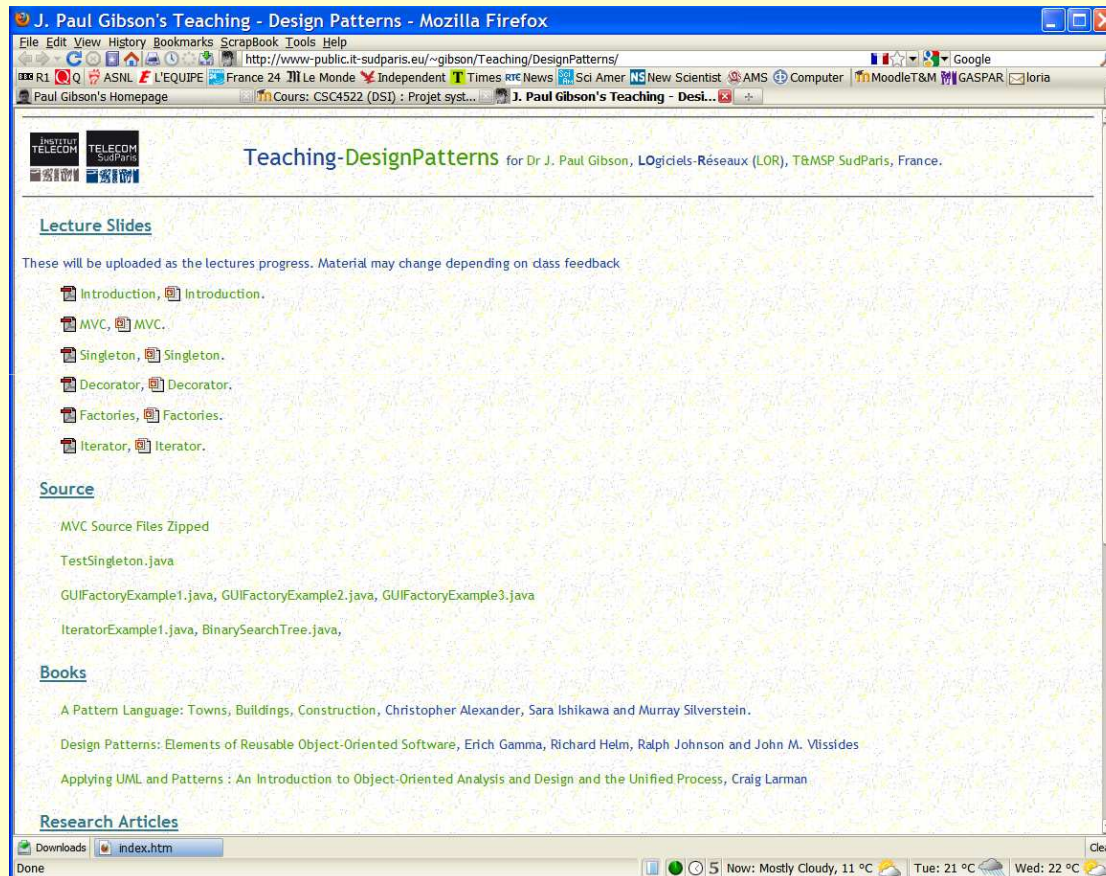 J. Paul Gibson's Teaching - Design Patterns - Mozilla Firefox
File Edit View History Bookmarks ScrapBook Tools Help
http://www-public.it-sudparis.eu/~gibson/Teaching/DesignPatterns/ Google
R1 Q ASNL L'EQUIPE France 24 Le Monde Independent Times RTE News Sci Amer NS New Scientist AMS Computer MoodleT&M GASPAR loria
Paul Gibson's Homepage Cours: CSC4522 (DSI) : Projet syst... J. Paul Gibson's Teaching - Desi...
INSTITUT TELECOM TELECOM SudParis
Teaching-DesignPatterns for Dr J. Paul Gibson, LOgiciels-Réseaux (LOR), T&MSP SudParis, France.
Lecture Slides
These will be uploaded as the lectures progress. Material may change depending on class feedback
Introduction, Introduction.
MVC, MVC.
Singleton, Singleton.
Decorator, Decorator.
Factories, Factories.
Iterator, Iterator.
Source
MVC Source Files Zipped
TestSingleton.java
GUIFactoryExample1.java, GUIFactoryExample2.java, GUIFactoryExample3.java
IteratorExample1.java, BinarySearchTree.java,
Books
A Pattern Language: Towns, Buildings, Construction, Christopher Alexander, Sara Ishikawa and Murray Silverstein.
Design Patterns: Elements of Reusable Object-Oriented Software, Erich Gamma, Richard Helm, Ralph Johnson and John M. Vlissides
Applying UML and Patterns : An Introduction to Object-Oriented Analysis and Design and the Unified Process, Craig Larman
Research Articles
Downloads index.htm Cle
Done 5 Now: Mostly Cloudy, 11 °C Tue: 21 °C Wed: 22 °C